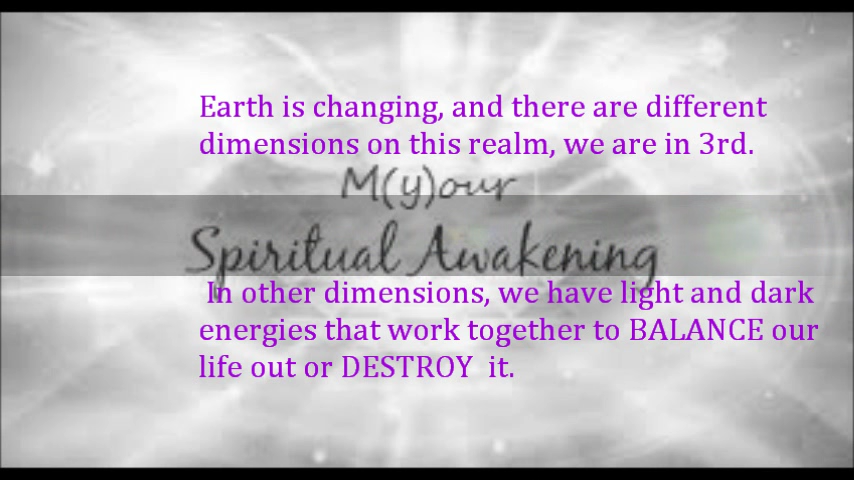 Earth is changing, and there are different
dimensions on this realm, we are in 3rd.
M(y)our
Spiritual Awakening
In other dimensions, we have light and dark
energies that work together to BALANCE our
life out or DESTROY it.